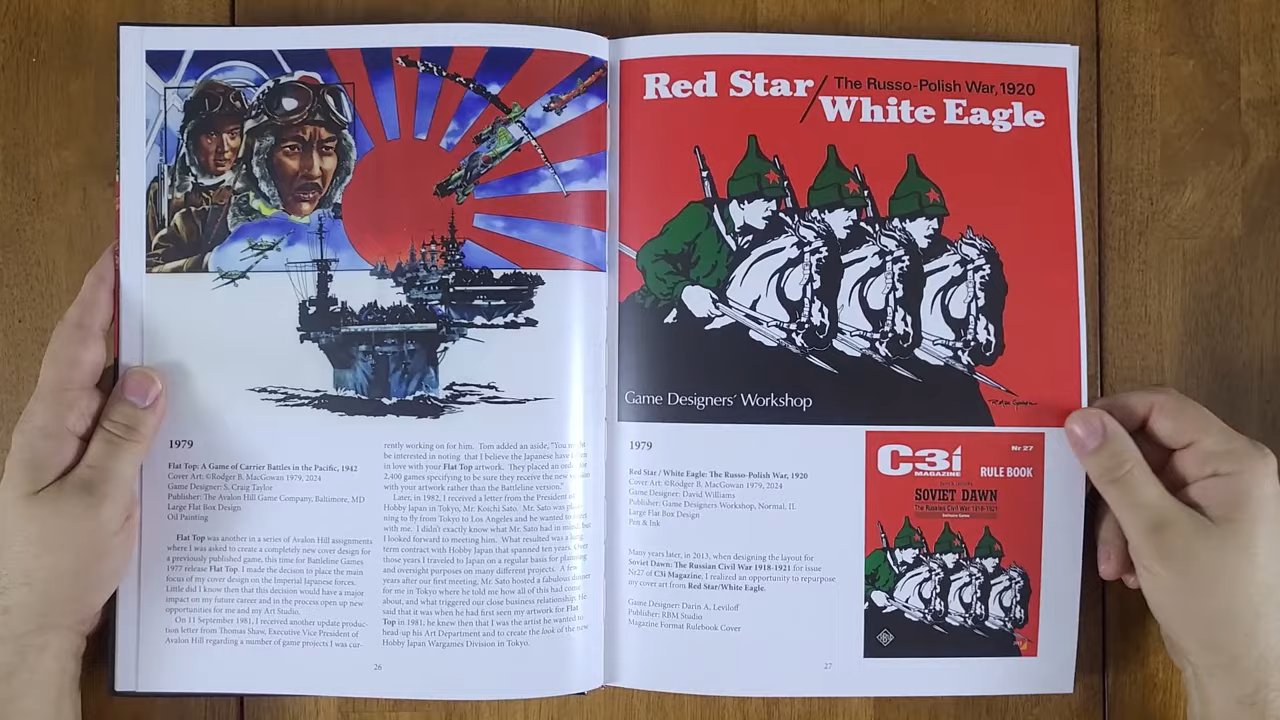 1979
Flat Top: A Game of Carrier Battles in the Pacific, 1942
Cover Art: ©Rodger B. MacGowan 1979, 2024
Game Designer: S. Craig Taylor
Publisher: The Avalon Hill Game Company, Baltimore, MD
Large Flat Box Design
Oil Painting
Flat Top was another in a series of Avalon Hill assignments
where I was asked to create a completely new cover design for
a previously published game, this time for Battleline Games
1977 release Flat Top. I made the decision to place the main
focus of my cover design on the Imperial Japanese forces.
Little did I know then that this decision would have a major
impact on my future career and in the process open up new
opportunities for me and my Art Studio.
On 11 September 1981, I received another update produc-
tion letter from Thomas Shaw, Executive Vice President of
Avalon Hill regarding a number of game projects I was cur-
rently working on for him. Tom added an aside, "You might
be interested in noting that I believe the Japanese have
in love with your Flat Top artwork. They placed an
2,400 games specifying to be sure they receive the new
with your artwork rather than the Battleline version."
Later, in 1982, I received a letter from the President of
Hobby Japan in Tokyo, Mr. Koichi Sato. Mr. Sato was
ning to fly from Tokyo to Los Angeles and he wanted to
with me. I didn't exactly know what Mr. Sato had in mind, but
I looked forward to meeting him. What resulted was a long
term contract with Hobby Japan that spanned ten years. Over
those years I traveled to Japan on a regular basis for planning
and oversight purposes on many different projects. A few
years after our first meeting, Mr. Sato hosted a fabulous dinner
for me in Tokyo where he told me how all of this had come
about, and what triggered our close business relationship. He
said that it was when he had first seen my artwork for Flat
Top in 1981; he knew then that I was the artist he wanted to
head-up his Art Department and to create the look of the new
Hobby Japan Wargames Division in Tokyo.
26
Red Star/White Eagle
The Russo-Polish War, 1920
Game Designers' Workshop
1979
Red Star / White Eagle: The Russo-Polish War, 1920
Cover Art: ©Rodger B. MacGowan 1979, 2024
Game Designer: David Williams
Publisher: Game Designers Workshop, Normal, IL
Large Flat Box Design
Pen & Ink
Many years later, in 2013, when designing the layout for
Soviet Dawn: The Russian Civil War 1918-1921 for issue
Nr27 of C3i Magazine, I realized an opportunity to repurpose
my cover art from Red Star/White Eagle.
Game Designer: Darin A. Leviloff
Publisher: RBM Studio
Magazine Format Rulebook Cover
C3i
MAGAZINE
Nr 27
RULE BOOK
SOVIET DAWN
The Russian Civil War 1918-1921
27